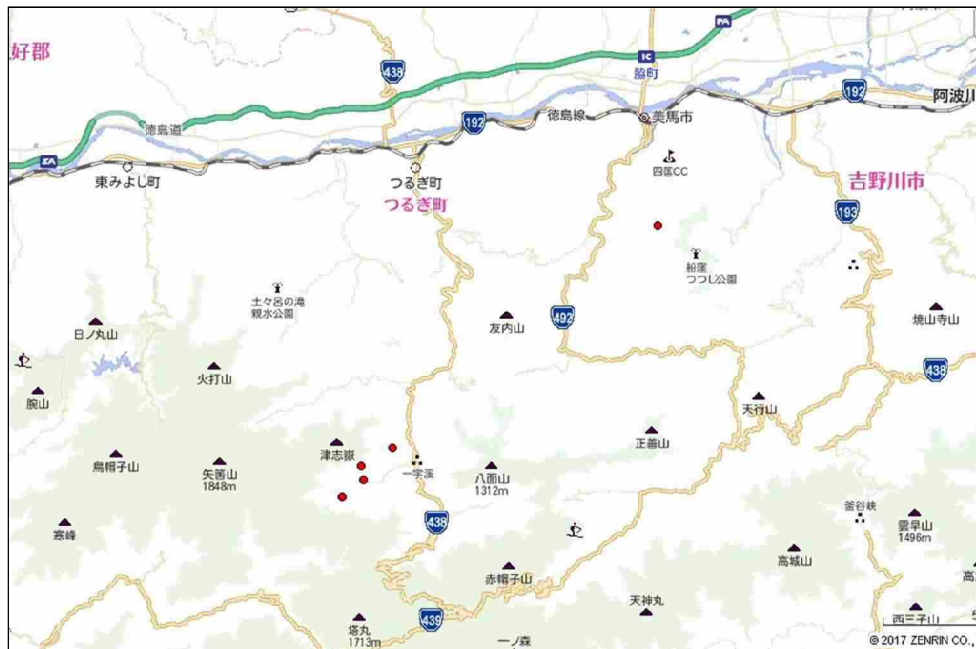 好郡
438
PA
IC
脇町
192
192
阿波川
徳島道
徳島線
美馬市
SA
東みよし町
つるぎ町
つるぎ町
四国CC
吉野川市
193
船窪
つつじ公園
土々呂の滝
親水公園
492
友内山
焼山寺山
日ノ丸山
火打山
438
腕山
天行山
津志嶽
正善山
烏帽子山
矢筈山
1848m
一宇渓
八面山
1312m
寒峰
438
釜谷峡
雲早山
1496m
高城山
赤帽子山
高
439
塔丸
1713m
天神丸
一ノ森
西三子山
© 2017 ZENRIN CO.,